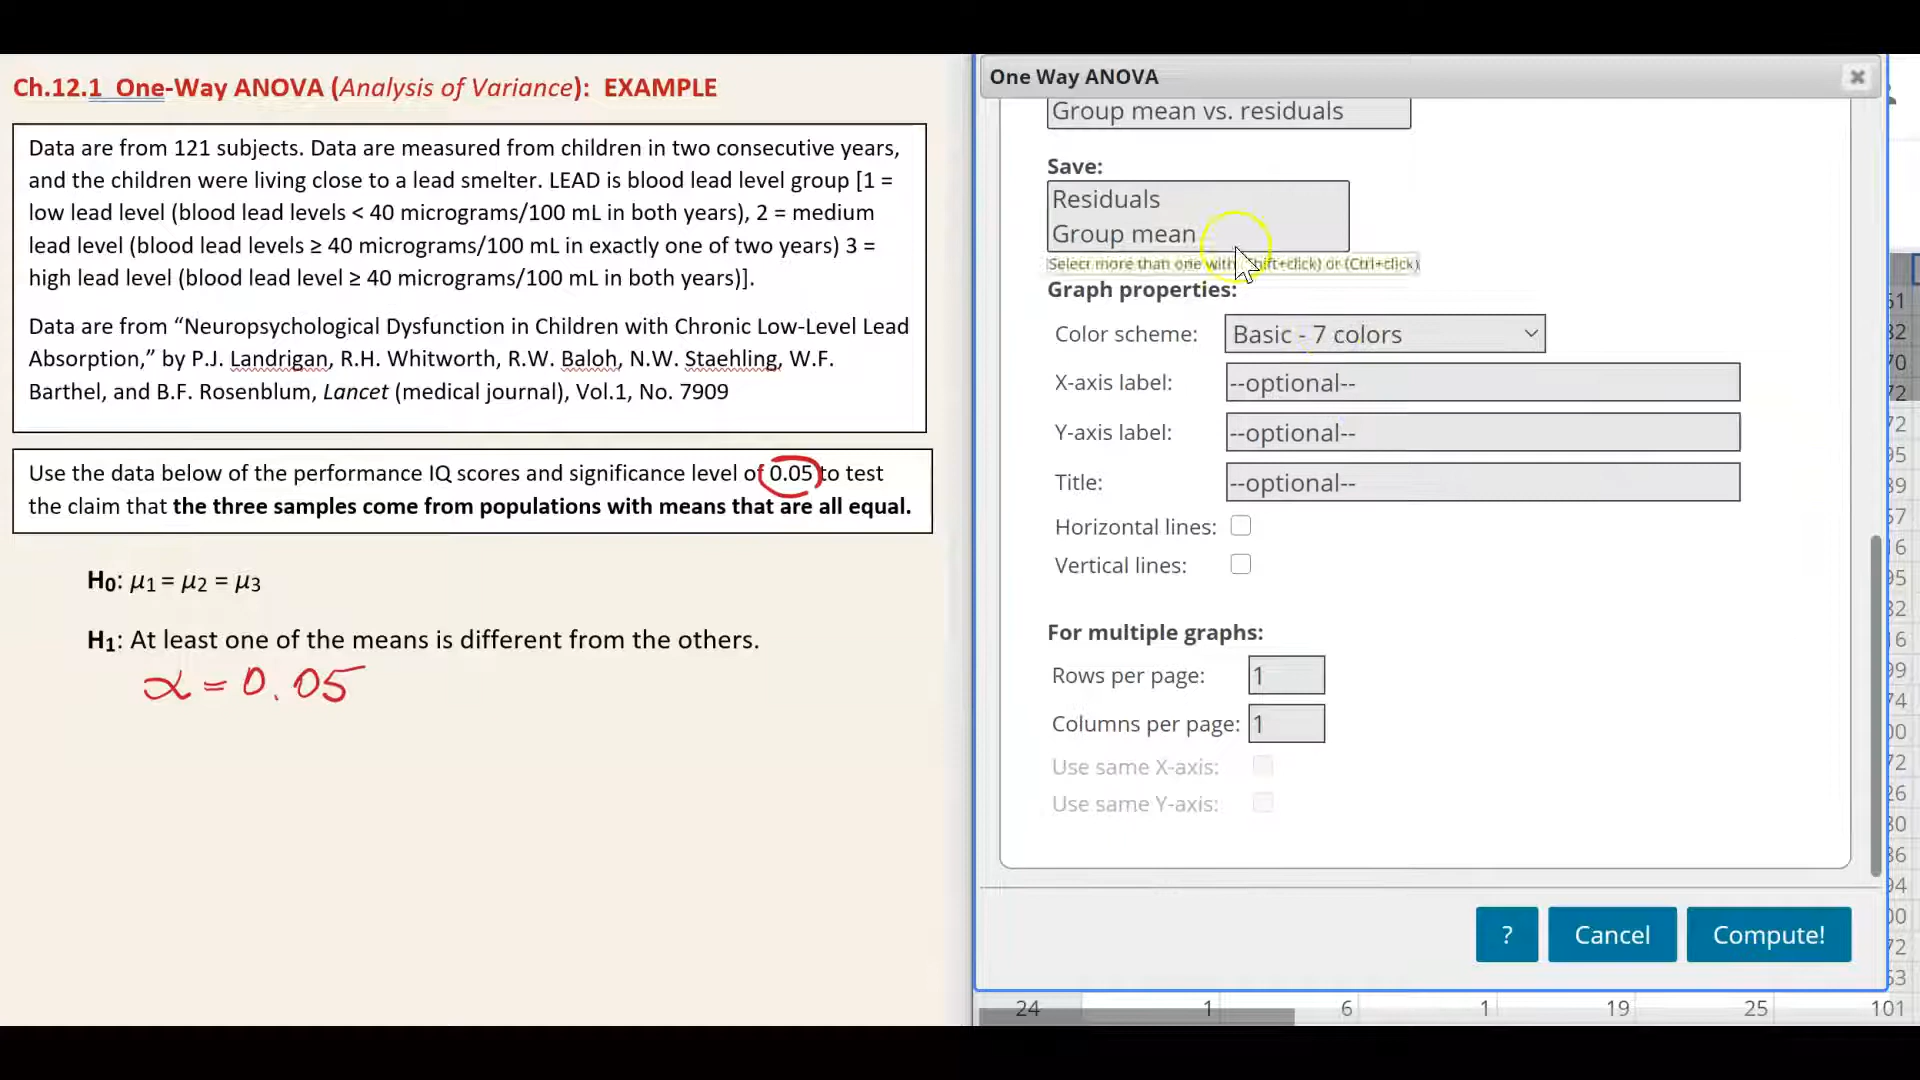 Ch.12.1 One-Way ANOVA (Analysis of Variance): EXAMPLE
Data are from 121 subjects. Data are measured from children in two consecutive years,
and the children were living close to a lead smelter. LEAD is blood lead level group [1 =
low lead level (blood lead levels < 40 micrograms/100 mL in both years), 2 = medium
lead level (blood lead levels ≥ 40 micrograms/100 mL in exactly one of two years) 3 =
high lead level (blood lead level ≥ 40 micrograms/100 mL in both years)].
Data are from “Neuropsychological Dysfunction in Children with Chronic Low-Level Lead
Absorption,” by P.J. Landrigan, R.H. Whitworth, R.W. Baloh, N.W. Staehling, W.F.
Barthel, and B.F. Rosenblum, Lancet (medical journal), Vol.1, No. 7909
Use the data below of the performance IQ scores and significance level of 0.05 to test
the claim that the three samples come from populations with means that are all equal.
H0: μ1 = μ2 = μ3
H1: At least one of the means is different from the others.
α = 0.05
One Way ANOVA
Group mean vs. residuals
Save:
Residuals
Group mean
Select more than one with (Shift+click) or (Ctrl+click)
Graph properties:
Color scheme: Basic - 7 colors
X-axis label: --optional--
Y-axis label: --optional--
Title: --optional--
Horizontal lines:
Vertical lines:
For multiple graphs:
Rows per page: 1
Columns per page: 1
Use same X-axis:
Use same Y-axis:
? Cancel Compute!
24 1 6 1 19 25 101